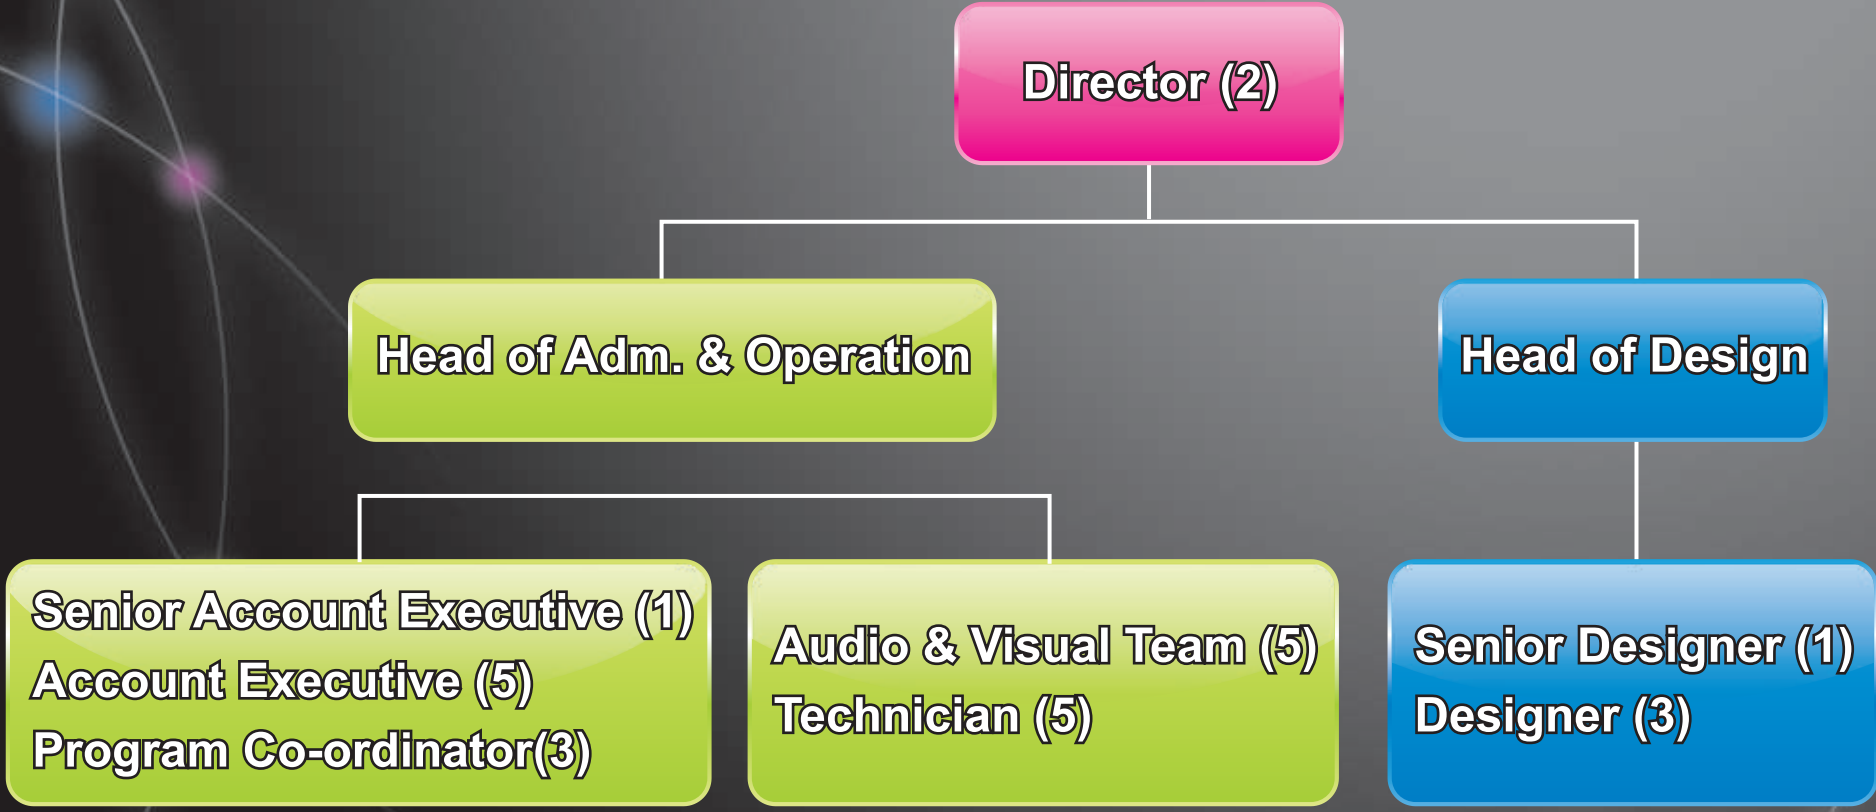 Director (2)
Head of Adm. & Operation
Head of Design
Senior Account Executive (1)
Account Executive (5)
Program Co-ordinator(3)
Audio & Visual Team (5)
Technician (5)
Senior Designer (1)
Designer (3)